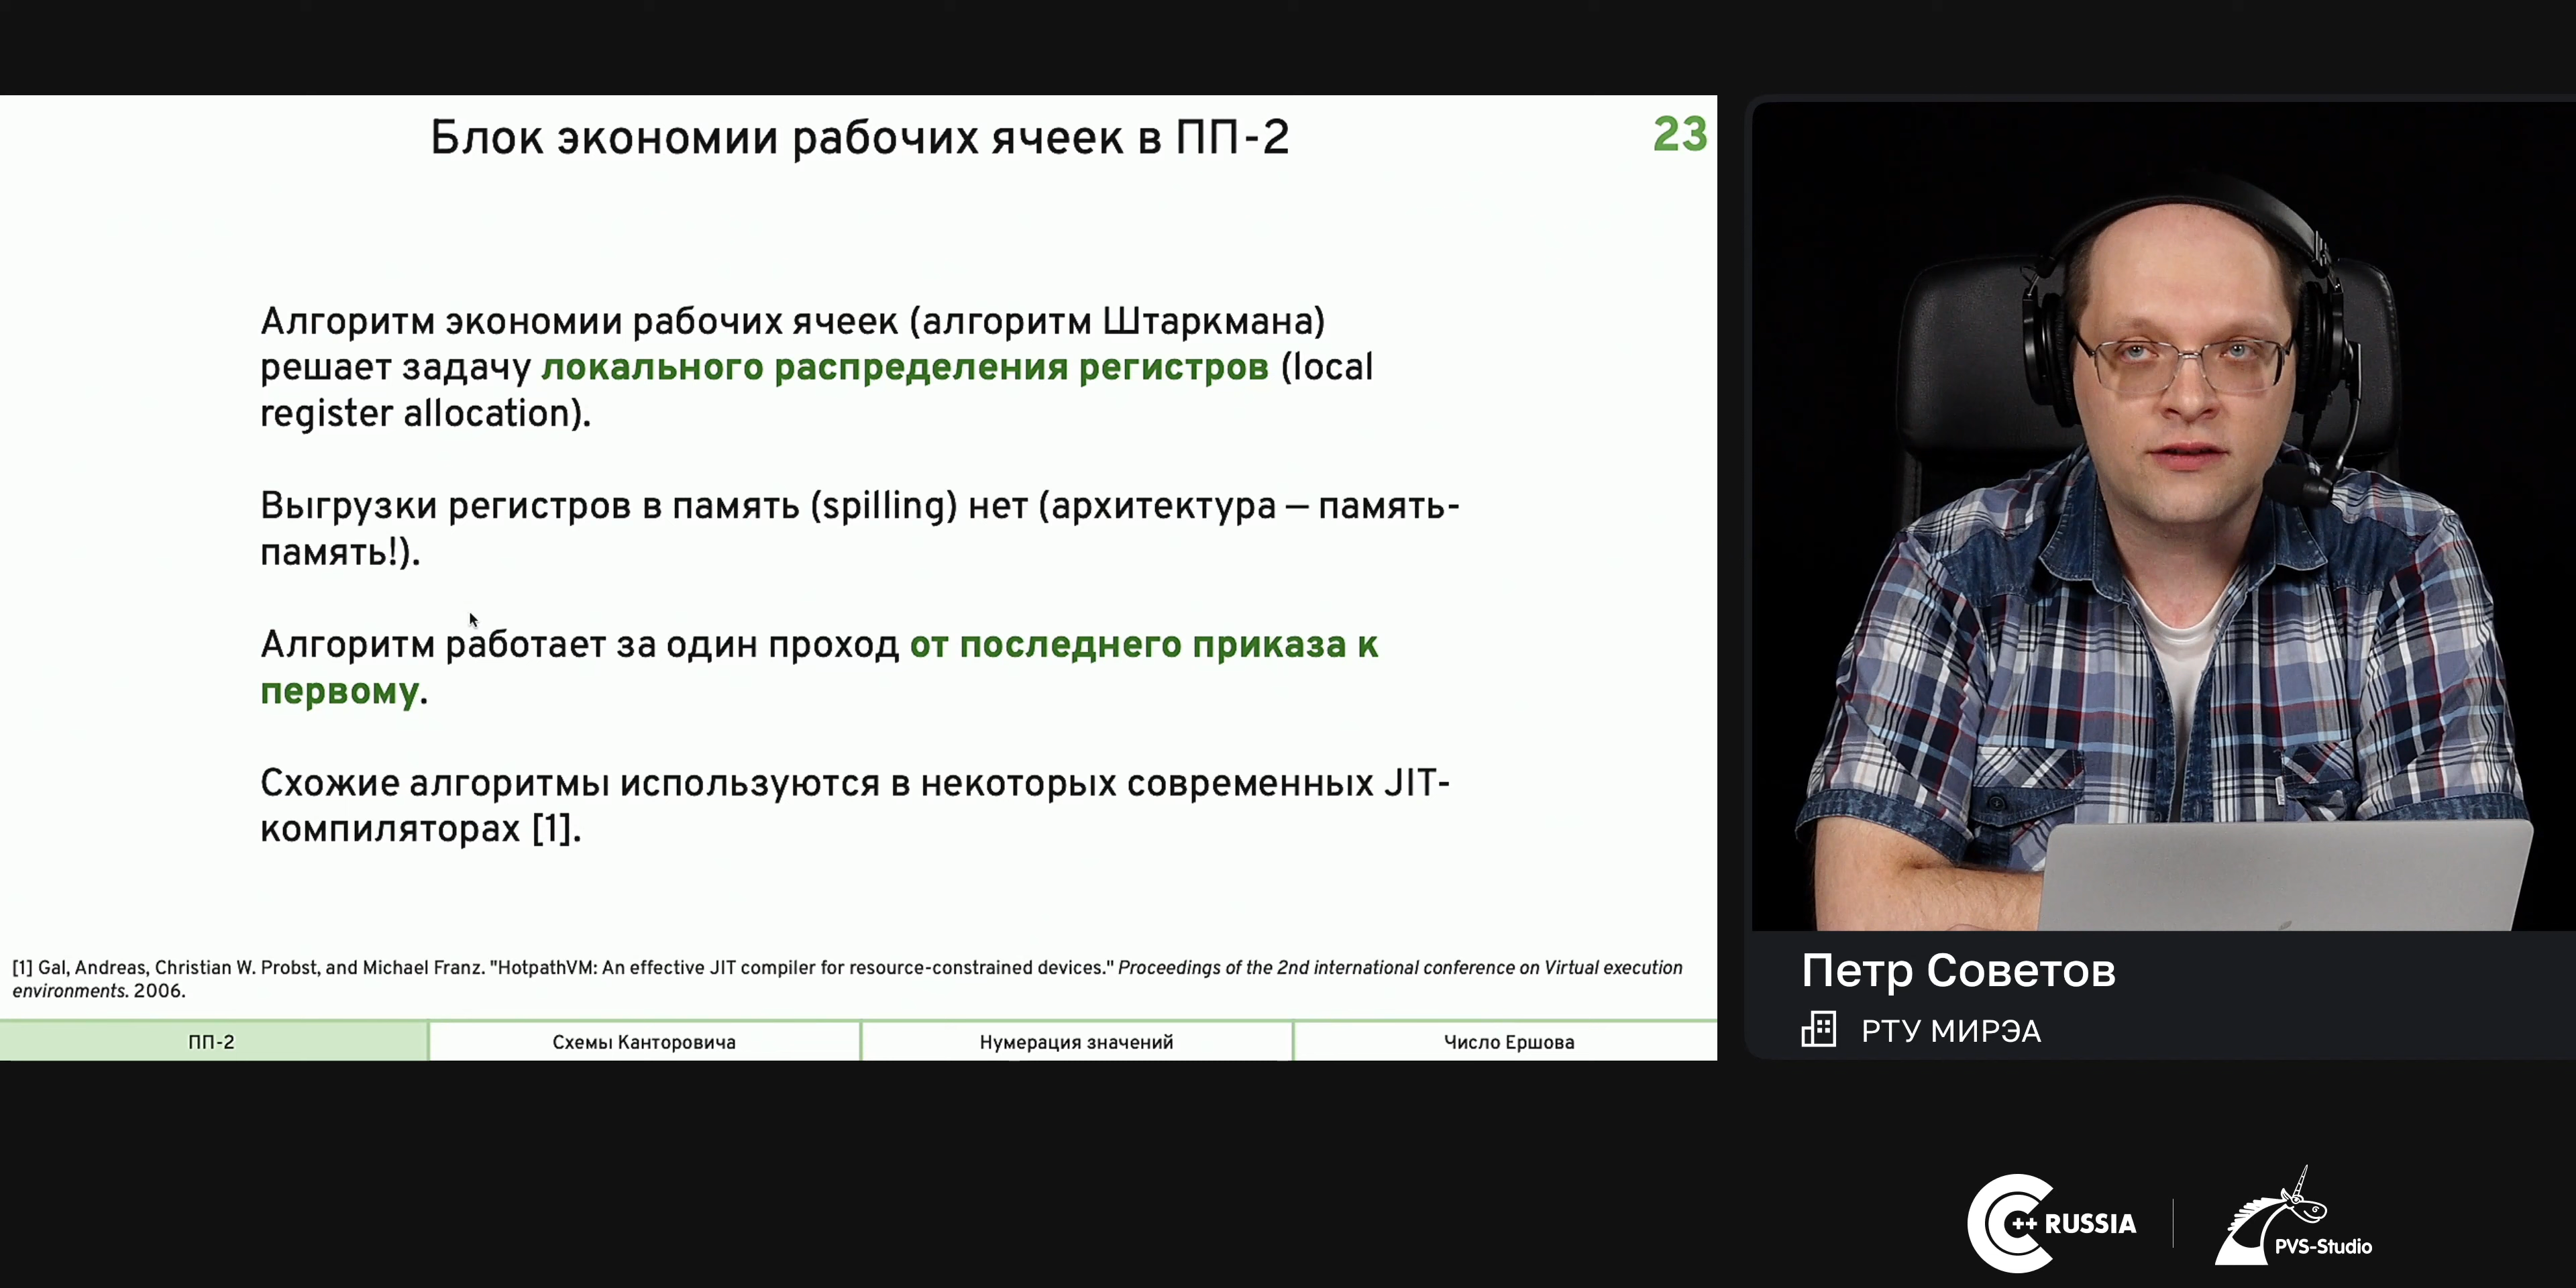 Блок экономии рабочих ячеек в ПП-2
23
Алгоритм экономии рабочих ячеек (алгоритм Штаркмана)
решает задачу локального распределения регистров (local
register allocation).
Выгрузки регистров в память (spilling) нет (архитектура — память-
память!).
Алгоритм работает за один проход от последнего приказа к
первому.
Схожие алгоритмы используются в некоторых современных JIT-
компиляторах [1].
[1] Gal, Andreas, Christian W. Probst, and Michael Franz. "HotpathVM: An effective JIT compiler for resource-constrained devices." Proceedings of the 2nd international conference on Virtual execution
environments. 2006.
ПП-2
Схемы Канторовича
Нумерация значений
Число Ершова
Петр Советов
РТУ МИРЭА
C++ RUSSIA
PVS-Studio